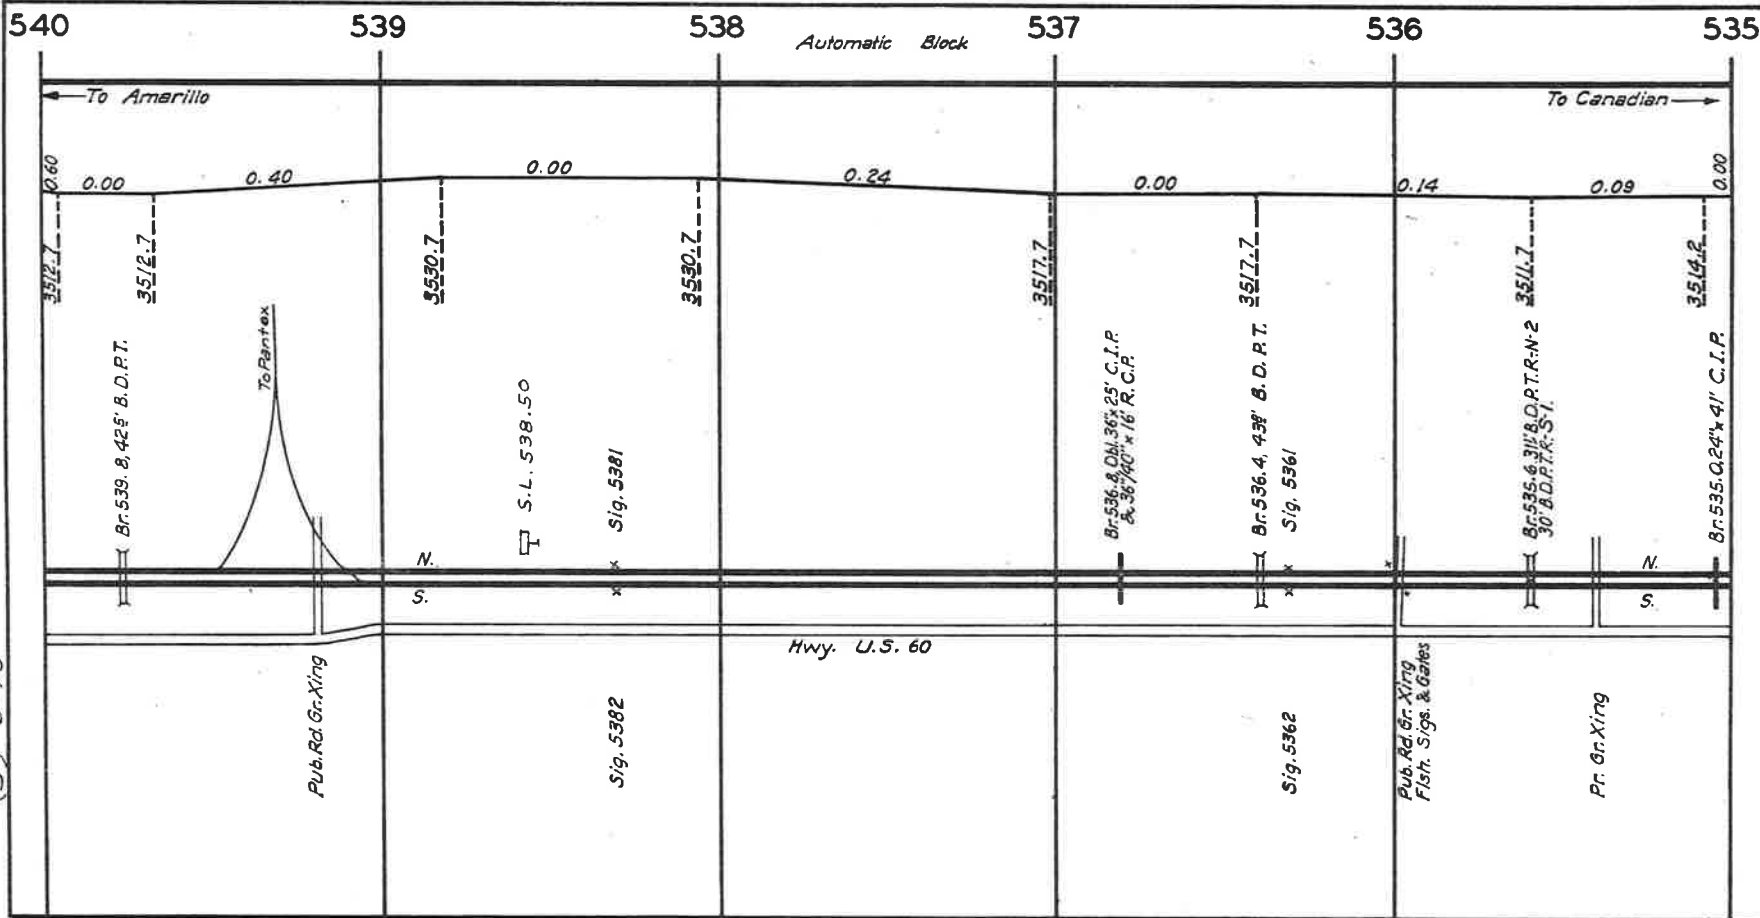 540 539 538 537 536 535
Automatic Block
To Amarillo
To Canadian
0.60 0.00 0.40 0.00 0.24 0.00 0.14 0.09 0.00
3512.7
3512.7
3530.7
3530.7
3517.7
3517.7
3511.7
3514.2
Br. 539.8, 42§' B.D.P.T.
To Pantex
S.L. 538.50
Sig. 5381
Br. 536.8, Dbl. 36"x 25' C.I.P.
& 36"/40" x 16' R.C.P.
Br. 536.4, 43§' B.D.P.T.
Sig. 5361
Br. 535.6, 311' B.D.P.T.R.-N-2
30' B.D.P.T.R.-S-1.
Br. 535.0, 24" x 41' C.I.P.
N.
S.
N.
S.
Hwy. U.S. 60
Pub. Rd. Gr. Xing
Sig. 5382
Sig. 5362
Pub. Rd. Gr. Xing
Flsh. Sigs. & Gates
Pr. Gr. Xing